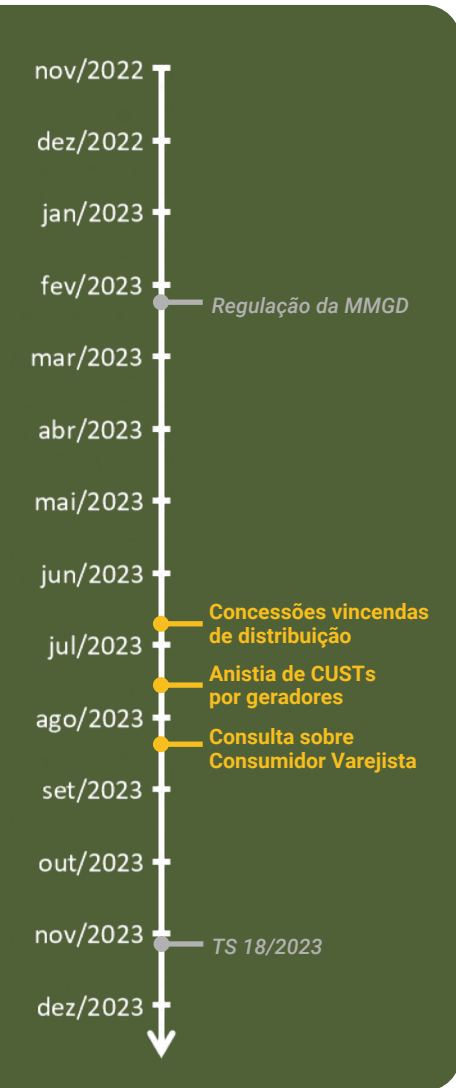 nov/2022
dez/2022
jan/2023
fev/2023
Regulação da MMGD
mar/2023
abr/2023
mai/2023
jun/2023
Concessões vincendas
de distribuição
jul/2023
Anistia de CUSTs
por geradores
ago/2023
Consulta sobre
Consumidor Varejista
set/2023
out/2023
nov/2023
TS 18/2023
dez/2023